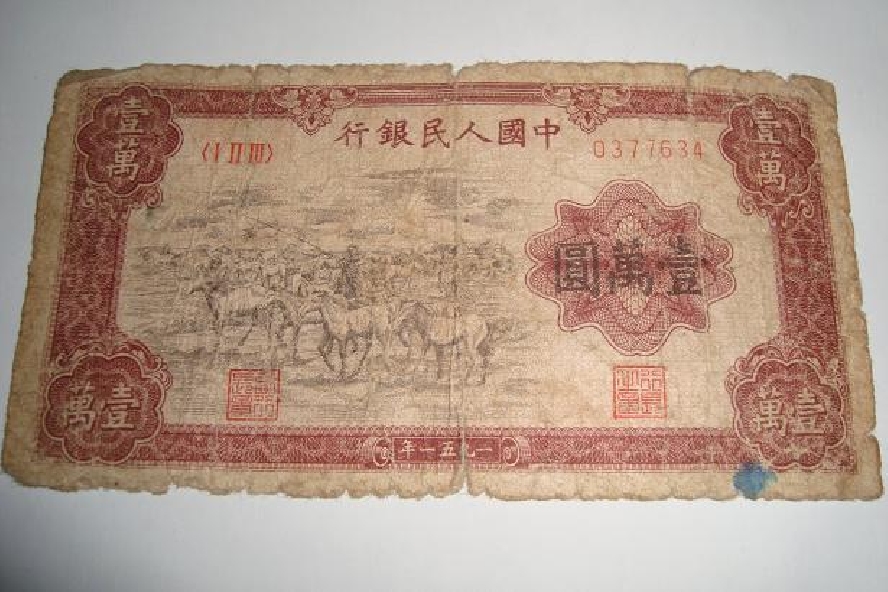 壹萬
壹萬
中國人民銀行
〈I II III〉
0377634
壹萬圓
壹萬
壹萬
一九五一年